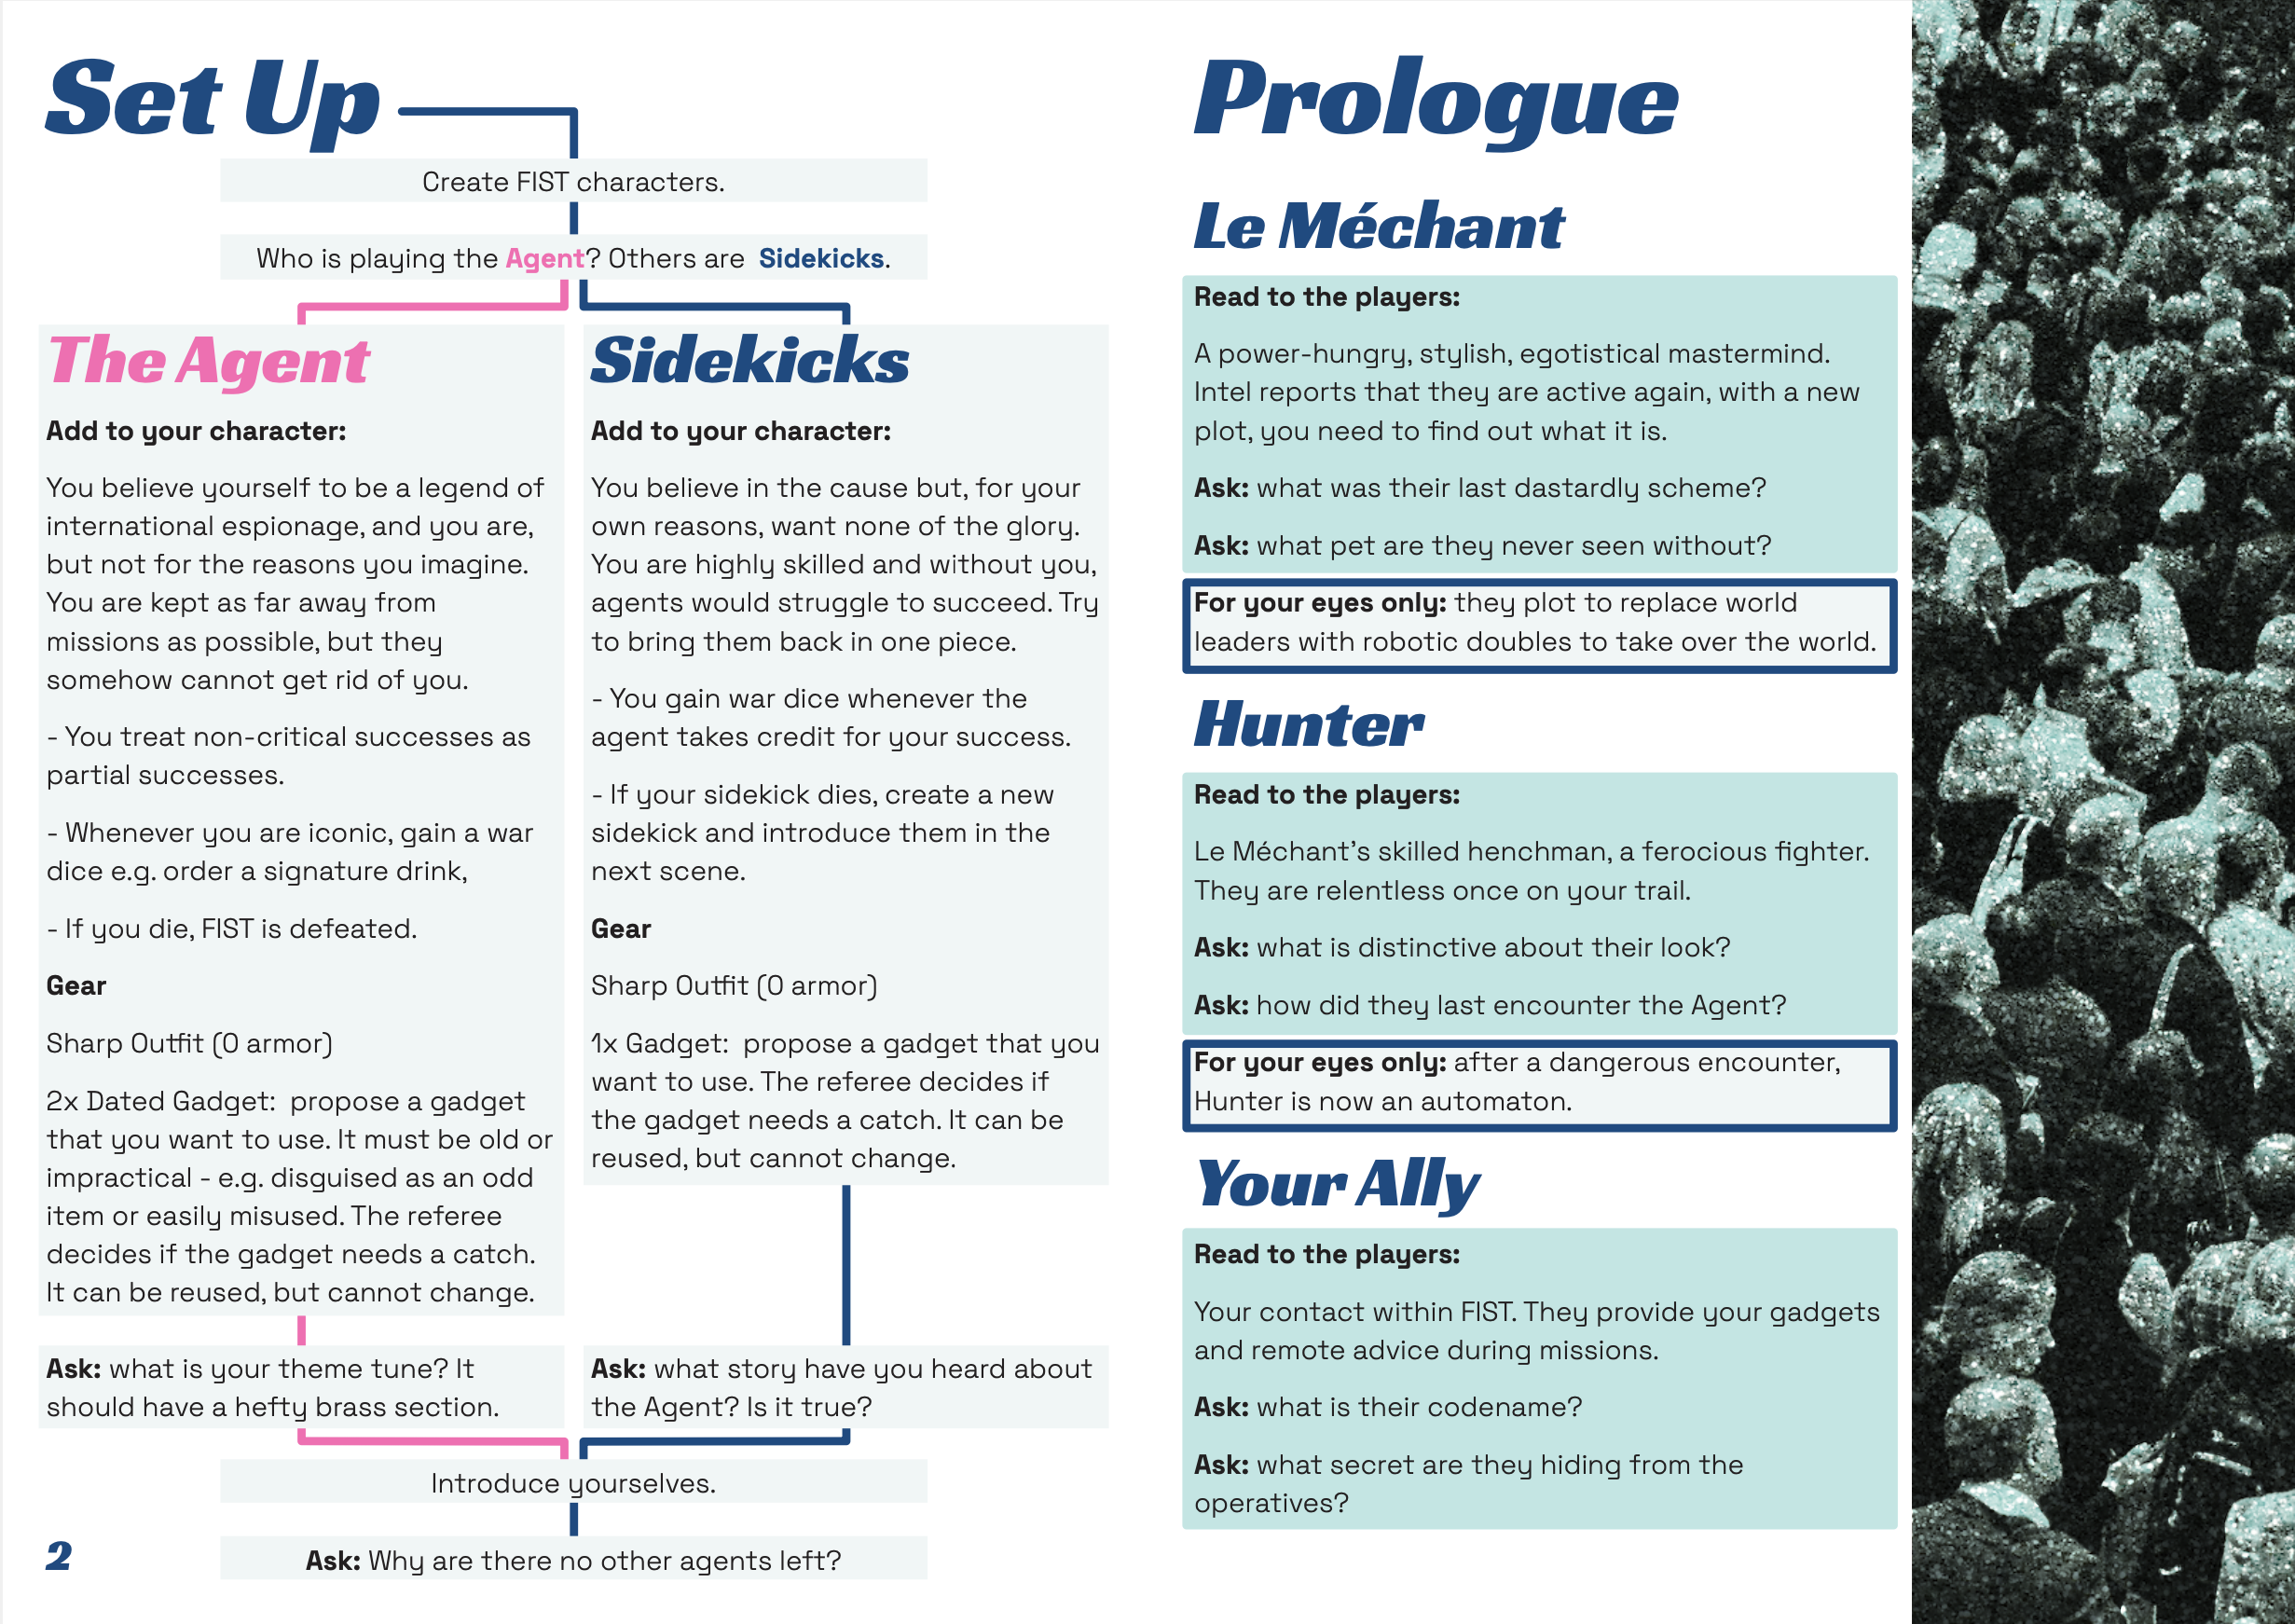 Set Up
Create FIST characters.
Who is playing the Agent? Others are Sidekicks.
The Agent
Add to your character:
You believe yourself to be a legend of
international espionage, and you are,
but not for the reasons you imagine.
You are kept as far away from
missions as possible, but they
somehow cannot get rid of you.
- You treat non-critical successes as
partial successes.
- Whenever you are iconic, gain a war
dice e.g. order a signature drink,
- If you die, FIST is defeated.
Gear
Sharp Outfit (0 armor)
2x Dated Gadget: propose a gadget
that you want to use. It must be old or
impractical - e.g. disguised as an odd
item or easily misused. The referee
decides if the gadget needs a catch.
It can be reused, but cannot change.
Ask: what is your theme tune? It
should have a hefty brass section.
Sidekicks
Add to your character:
You believe in the cause but, for your
own reasons, want none of the glory.
You are highly skilled and without you,
agents would struggle to succeed. Try
to bring them back in one piece.
- You gain war dice whenever the
agent takes credit for your success.
- If your sidekick dies, create a new
sidekick and introduce them in the
next scene.
Gear
Sharp Outfit (0 armor)
1x Gadget: propose a gadget that you
want to use. The referee decides if
the gadget needs a catch. It can be
reused, but cannot change.
Ask: what story have you heard about
the Agent? Is it true?
Introduce yourselves.
Ask: Why are there no other agents left?
2
Prologue
Le Méchant
Read to the players:
A power-hungry, stylish, egotistical mastermind.
Intel reports that they are active again, with a new
plot, you need to find out what it is.
Ask: what was their last dastardly scheme?
Ask: what pet are they never seen without?
For your eyes only: they plot to replace world
leaders with robotic doubles to take over the world.
Hunter
Read to the players:
Le Méchant's skilled henchman, a ferocious fighter.
They are relentless once on your trail.
Ask: what is distinctive about their look?
Ask: how did they last encounter the Agent?
For your eyes only: after a dangerous encounter,
Hunter is now an automaton.
Your Ally
Read to the players:
Your contact within FIST. They provide your gadgets
and remote advice during missions.
Ask: what is their codename?
Ask: what secret are they hiding from the
operatives?